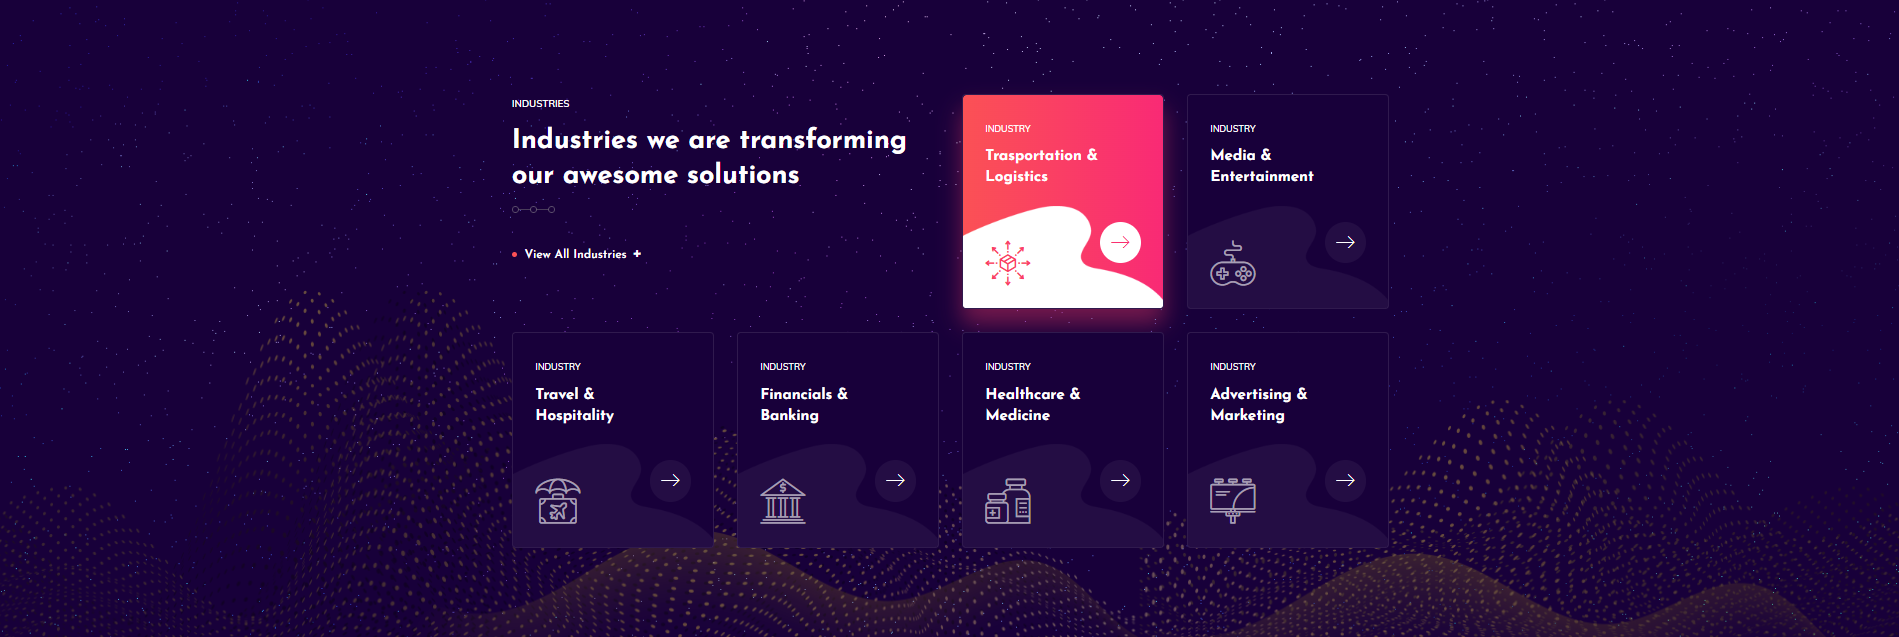 INDUSTRIES
Industries we are transforming
our awesome solutions
View All Industries +
INDUSTRY
Trasportation &
Logistics
INDUSTRY
Media &
Entertainment
INDUSTRY
Travel &
Hospitality
INDUSTRY
Financials &
Banking
INDUSTRY
Healthcare &
Medicine
INDUSTRY
Advertising &
Marketing